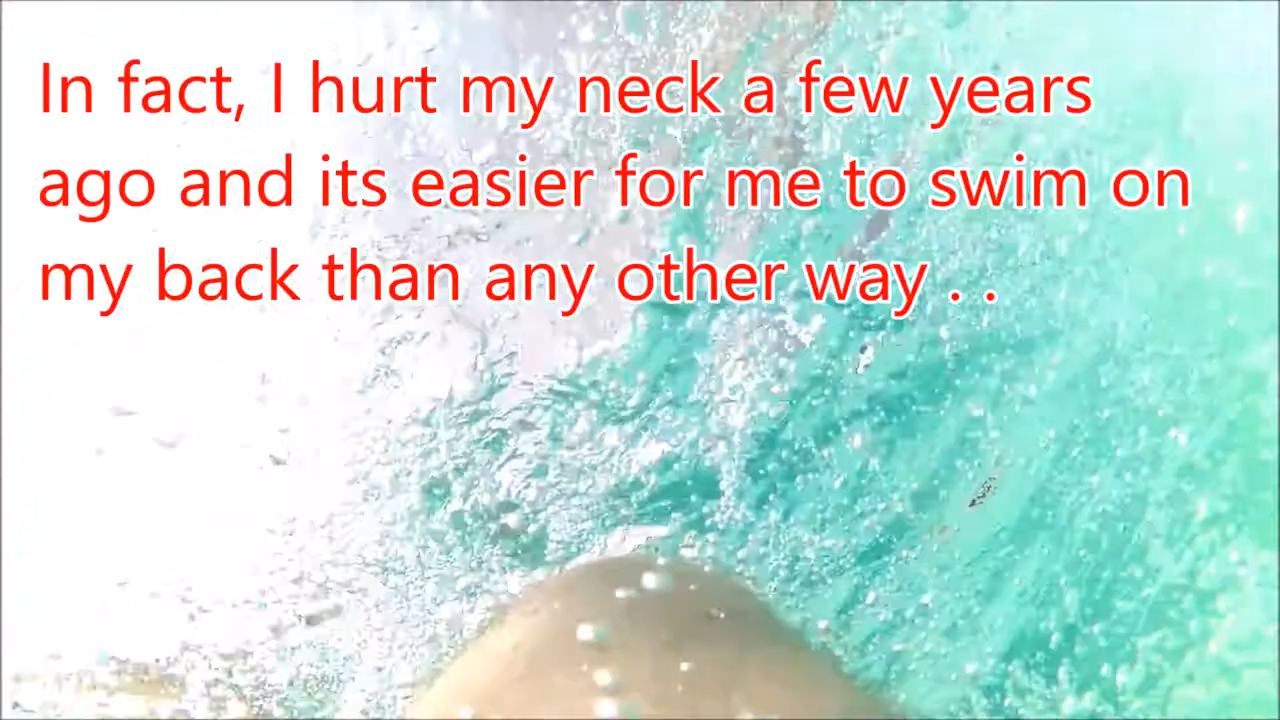 In fact, I hurt my neck a few years
ago and its easier for me to swim on
my back than any other way . .